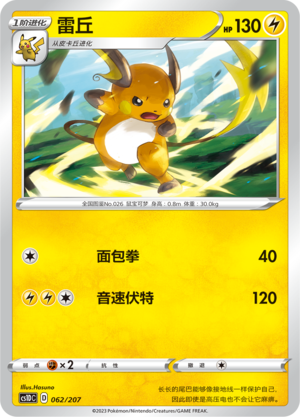 1阶进化
雷丘
HP 130
从皮卡丘进化
全国图鉴No.026 鼠宝可梦 身高：0.8m 体重：30.0kg
面包拳 40
音速伏特 120
弱点 ×2 抗性 撤退
Illus.Hasuno
CS1DC D 062/207
长长的尾巴能够像地线一样保护自己，
因此即便是高压电也不会让它麻痹。
©2023 Pokémon/Nintendo/Creatures/GAME FREAK.